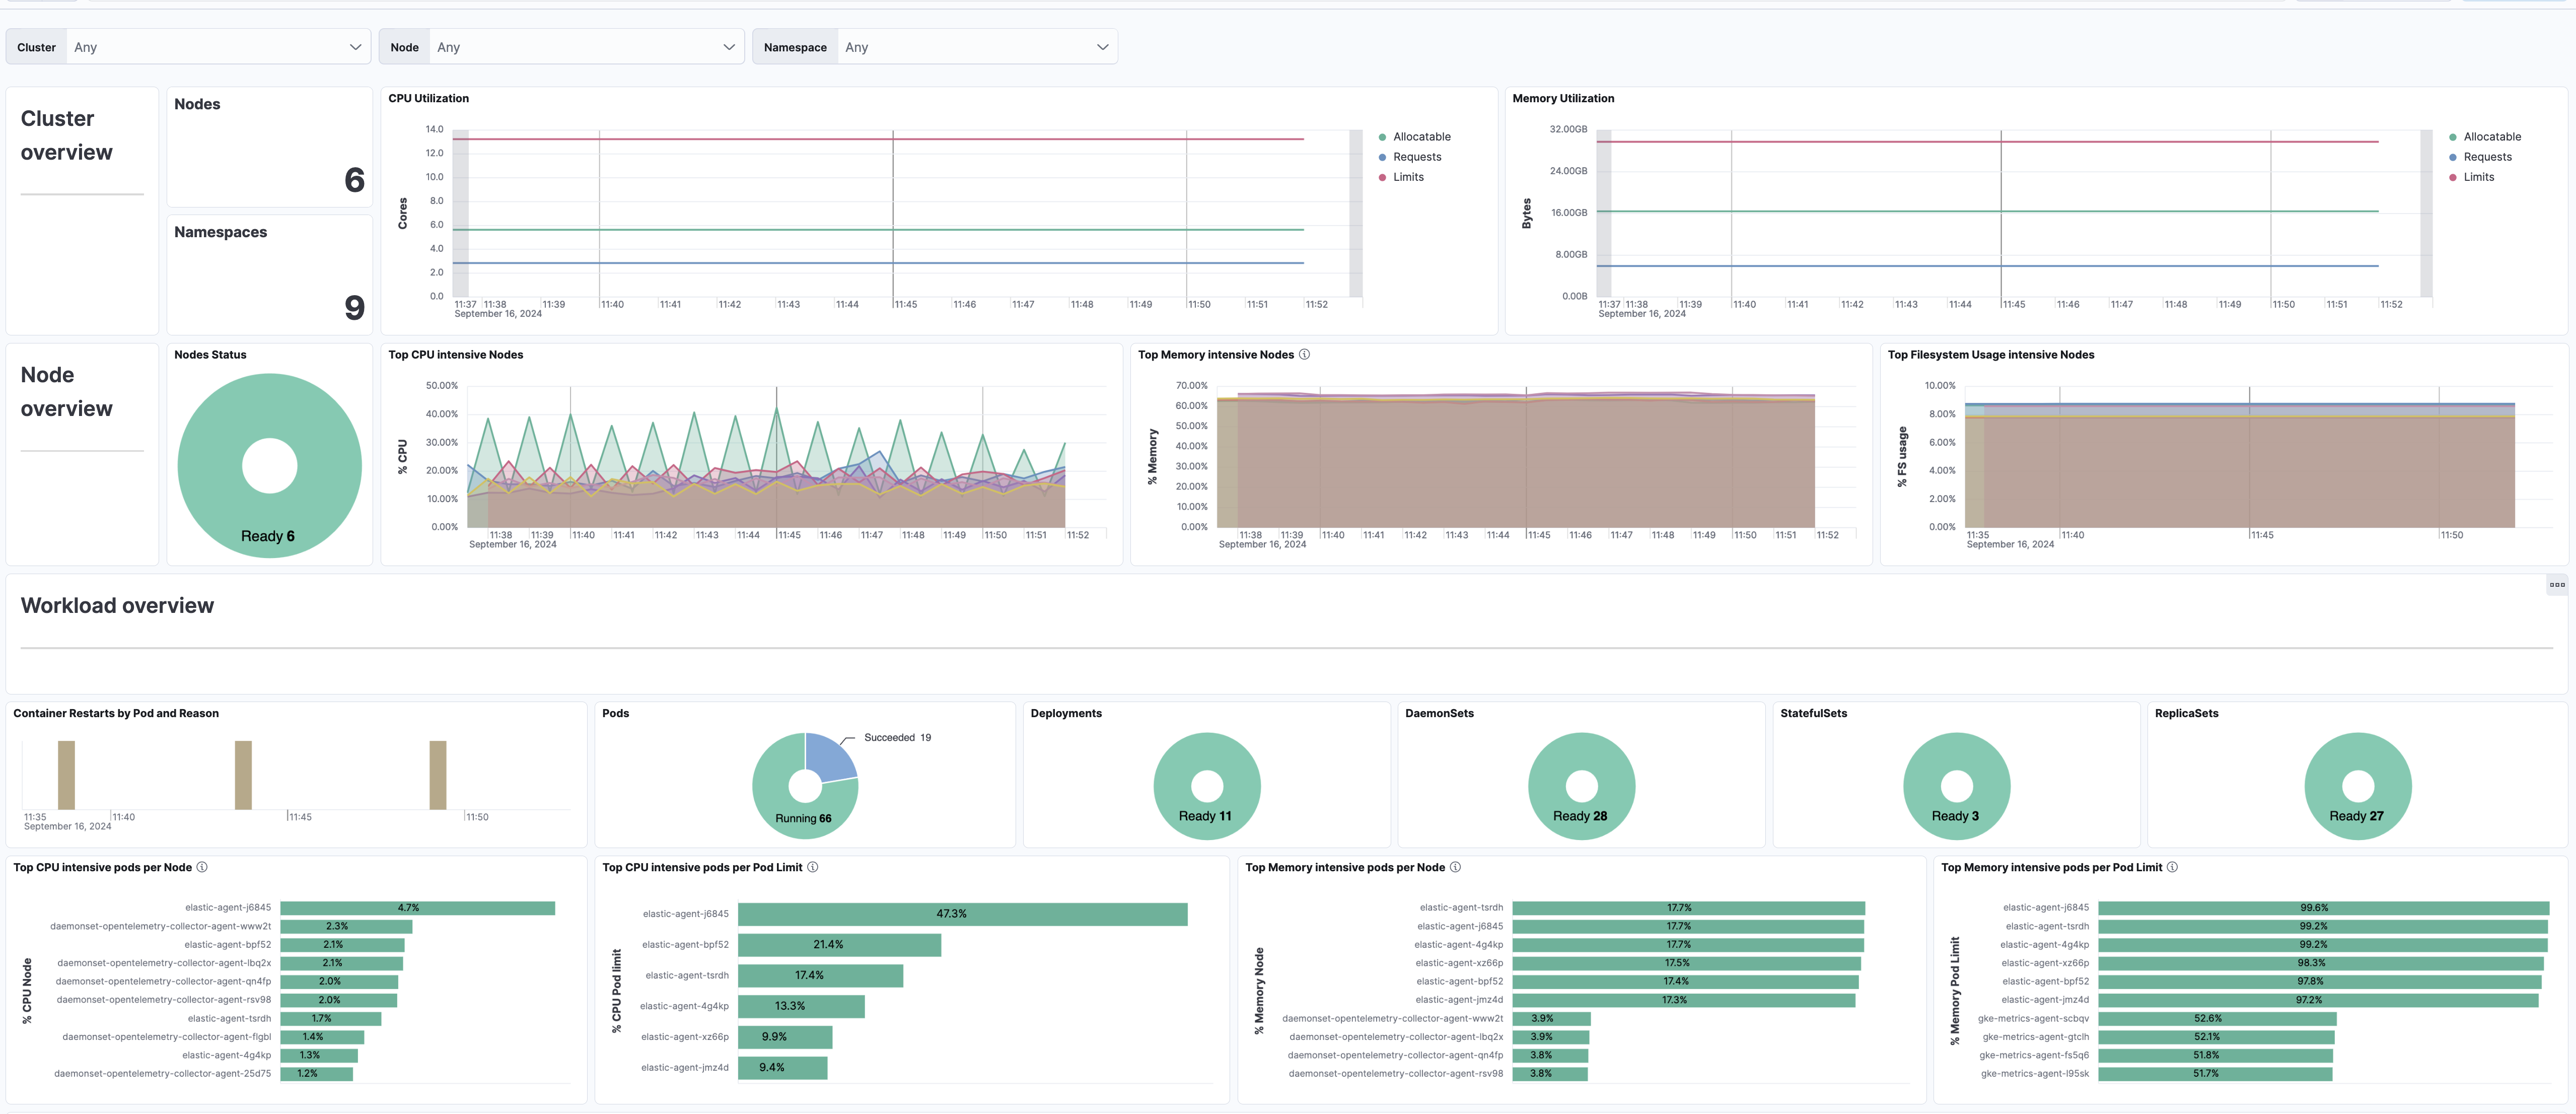 Cluster Any
Node Any
Namespace Any
Cluster
overview
Nodes
6
Namespaces
9
CPU Utilization
Cores
14.0
12.0
10.0
8.0
6.0
4.0
2.0
0.0
11:37 11:38 11:39 11:40 11:41 11:42 11:43 11:44 11:45 11:46 11:47 11:48 11:49 11:50 11:51 11:52
September 16, 2024
Allocatable
Requests
Limits
Memory Utilization
Bytes
32.00GB
24.00GB
16.00GB
8.00GB
0.00B
11:37 11:38 11:39 11:40 11:41 11:42 11:43 11:44 11:45 11:46 11:47 11:48 11:49 11:50 11:51 11:52
September 16, 2024
Allocatable
Requests
Limits
Node
overview
Nodes Status
Ready 6
Top CPU intensive Nodes
% CPU
50.00%
40.00%
30.00%
20.00%
10.00%
0.00%
11:38 11:39 11:40 11:41 11:42 11:43 11:44 11:45 11:46 11:47 11:48 11:49 11:50 11:51 11:52
September 16, 2024
Top Memory intensive Nodes
% Memory
70.00%
60.00%
50.00%
40.00%
30.00%
20.00%
10.00%
0.00%
11:38 11:39 11:40 11:41 11:42 11:43 11:44 11:45 11:46 11:47 11:48 11:49 11:50 11:51 11:52
September 16, 2024
Top Filesystem Usage intensive Nodes
% FS usage
10.00%
8.00%
6.00%
4.00%
2.00%
0.00%
11:35 11:40 11:45 11:50
September 16, 2024
Workload overview
Container Restarts by Pod and Reason
11:35 11:40 11:45 11:50
September 16, 2024
Pods
Succeeded 19
Running 66
Deployments
Ready 11
DaemonSets
Ready 28
StatefulSets
Ready 3
ReplicaSets
Ready 27
Top CPU intensive pods per Node
% CPU Node
elastic-agent-j6845 4.7%
daemonset-opentelemetry-collector-agent-www2t 2.3%
elastic-agent-bpf52 2.1%
daemonset-opentelemetry-collector-agent-lbq2x 2.1%
daemonset-opentelemetry-collector-agent-qn4fp 2.0%
daemonset-opentelemetry-collector-agent-rsv98 2.0%
elastic-agent-tsrdh 1.7%
daemonset-opentelemetry-collector-agent-flgbl 1.4%
elastic-agent-4g4kp 1.3%
daemonset-opentelemetry-collector-agent-25d75 1.2%
Top CPU intensive pods per Pod Limit
% CPU Pod limit
elastic-agent-j6845 47.3%
elastic-agent-bpf52 21.4%
elastic-agent-tsrdh 17.4%
elastic-agent-4g4kp 13.3%
elastic-agent-xz66p 9.9%
elastic-agent-jmz4d 9.4%
Top Memory intensive pods per Node
% Memory Node
elastic-agent-tsrdh 17.7%
elastic-agent-j6845 17.7%
elastic-agent-4g4kp 17.7%
elastic-agent-xz66p 17.5%
elastic-agent-bpf52 17.4%
elastic-agent-jmz4d 17.3%
daemonset-opentelemetry-collector-agent-www2t 3.9%
daemonset-opentelemetry-collector-agent-lbq2x 3.9%
daemonset-opentelemetry-collector-agent-qn4fp 3.8%
daemonset-opentelemetry-collector-agent-rsv98 3.8%
Top Memory intensive pods per Pod Limit
% Memory Pod Limit
elastic-agent-j6845 99.6%
elastic-agent-tsrdh 99.2%
elastic-agent-4g4kp 99.2%
elastic-agent-xz66p 98.3%
elastic-agent-bpf52 97.8%
elastic-agent-jmz4d 97.2%
gke-metrics-agent-scbqv 52.6%
gke-metrics-agent-gtclh 52.1%
gke-metrics-agent-fs5q6 51.8%
gke-metrics-agent-l95sk 51.7%